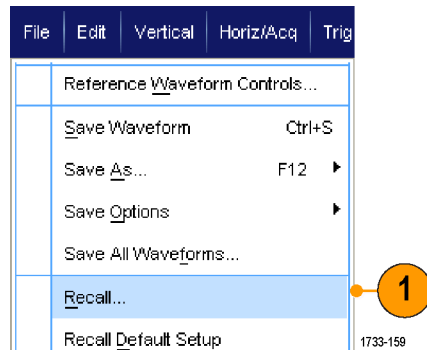 File Edit Vertical Horiz/Acq Trig
Reference Waveform Controls...
Save Waveform Ctrl+S
Save As... F12
Save Options
Save All Waveforms...
Recall...
1
Recall Default Setup
1733-159